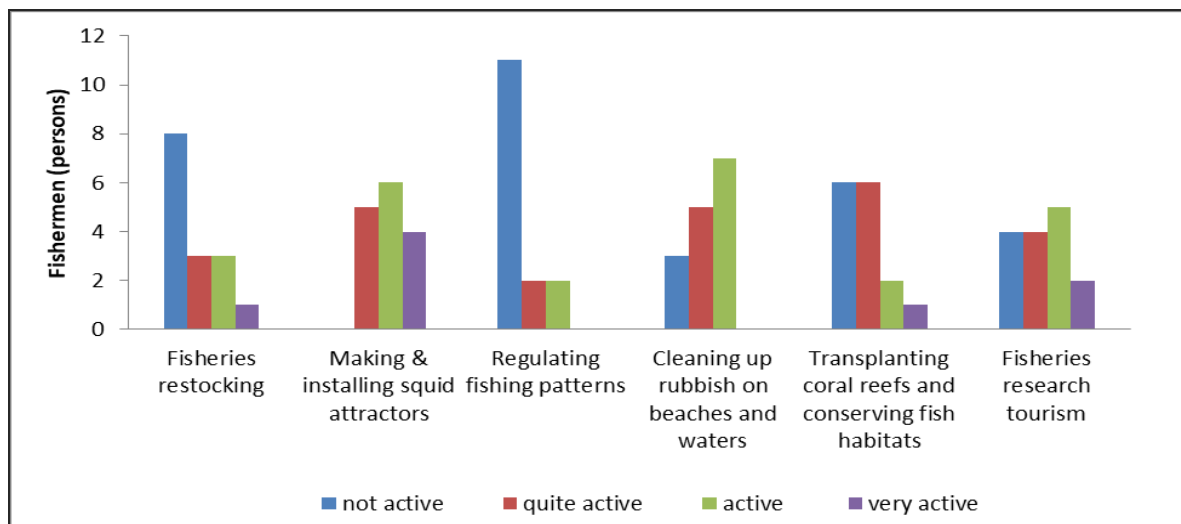 12
10
8
6
4
2
0
Fishermen (persons)
Fisheries
restocking
Making &
installing squid
attractors
Regulating
fishing patterns
Cleaning up
rubbish on
beaches and
waters
Transplanting
coral reefs and
conserving fish
habitats
Fisheries
research
tourism
not active
quite active
active
very active